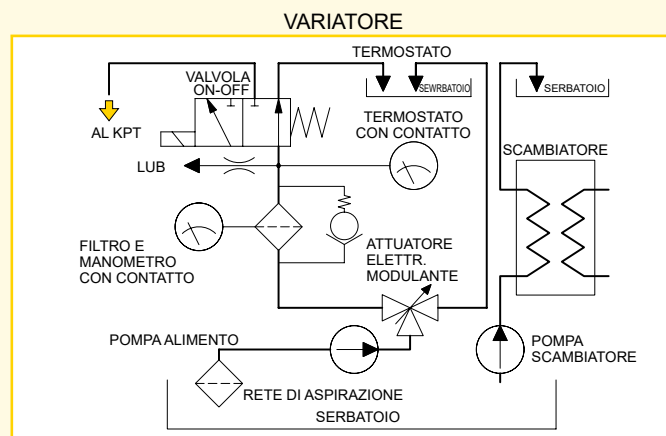 VARIATORE
TERMOSTATO
VALVOLA
ON-OFF
SEWRBATOIO
SERBATOIO
AL KPT
TERMOSTATO
CON CONTATTO
LUB
SCAMBIATORE
FILTRO E
MANOMETRO
CON CONTATTO
ATTUATORE
ELETTR.
MODULANTE
POMPA ALIMENTO
POMPA
SCAMBIATORE
RETE DI ASPIRAZIONE
SERBATOIO